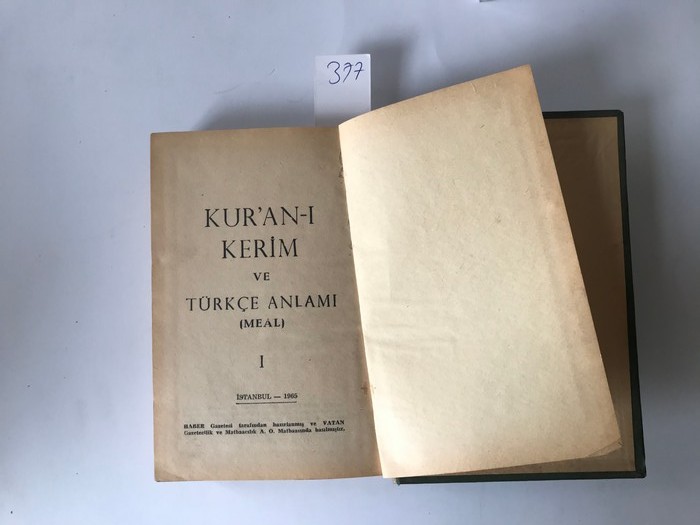 397
KUR'AN-I
KERİM
VE
TÜRKÇE ANLAMI
(MEAL)
I
İSTANBUL — 1965
HABER Gazetesi tarafından hazırlanmış ve VATAN
Gazetecilik ve Matbaacılık A. O. Matbaasında basılmıştır.